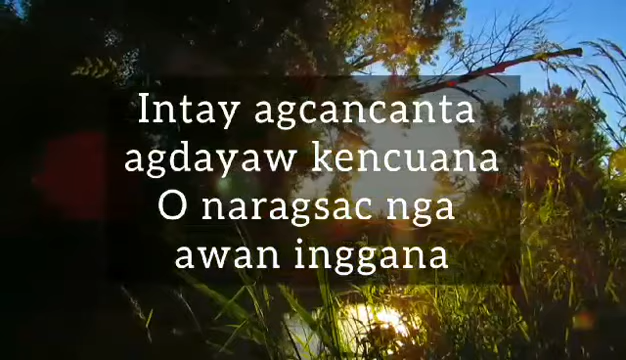 Intay agcancanta
agdayaw kencuana
O naragsac nga
awan inggana